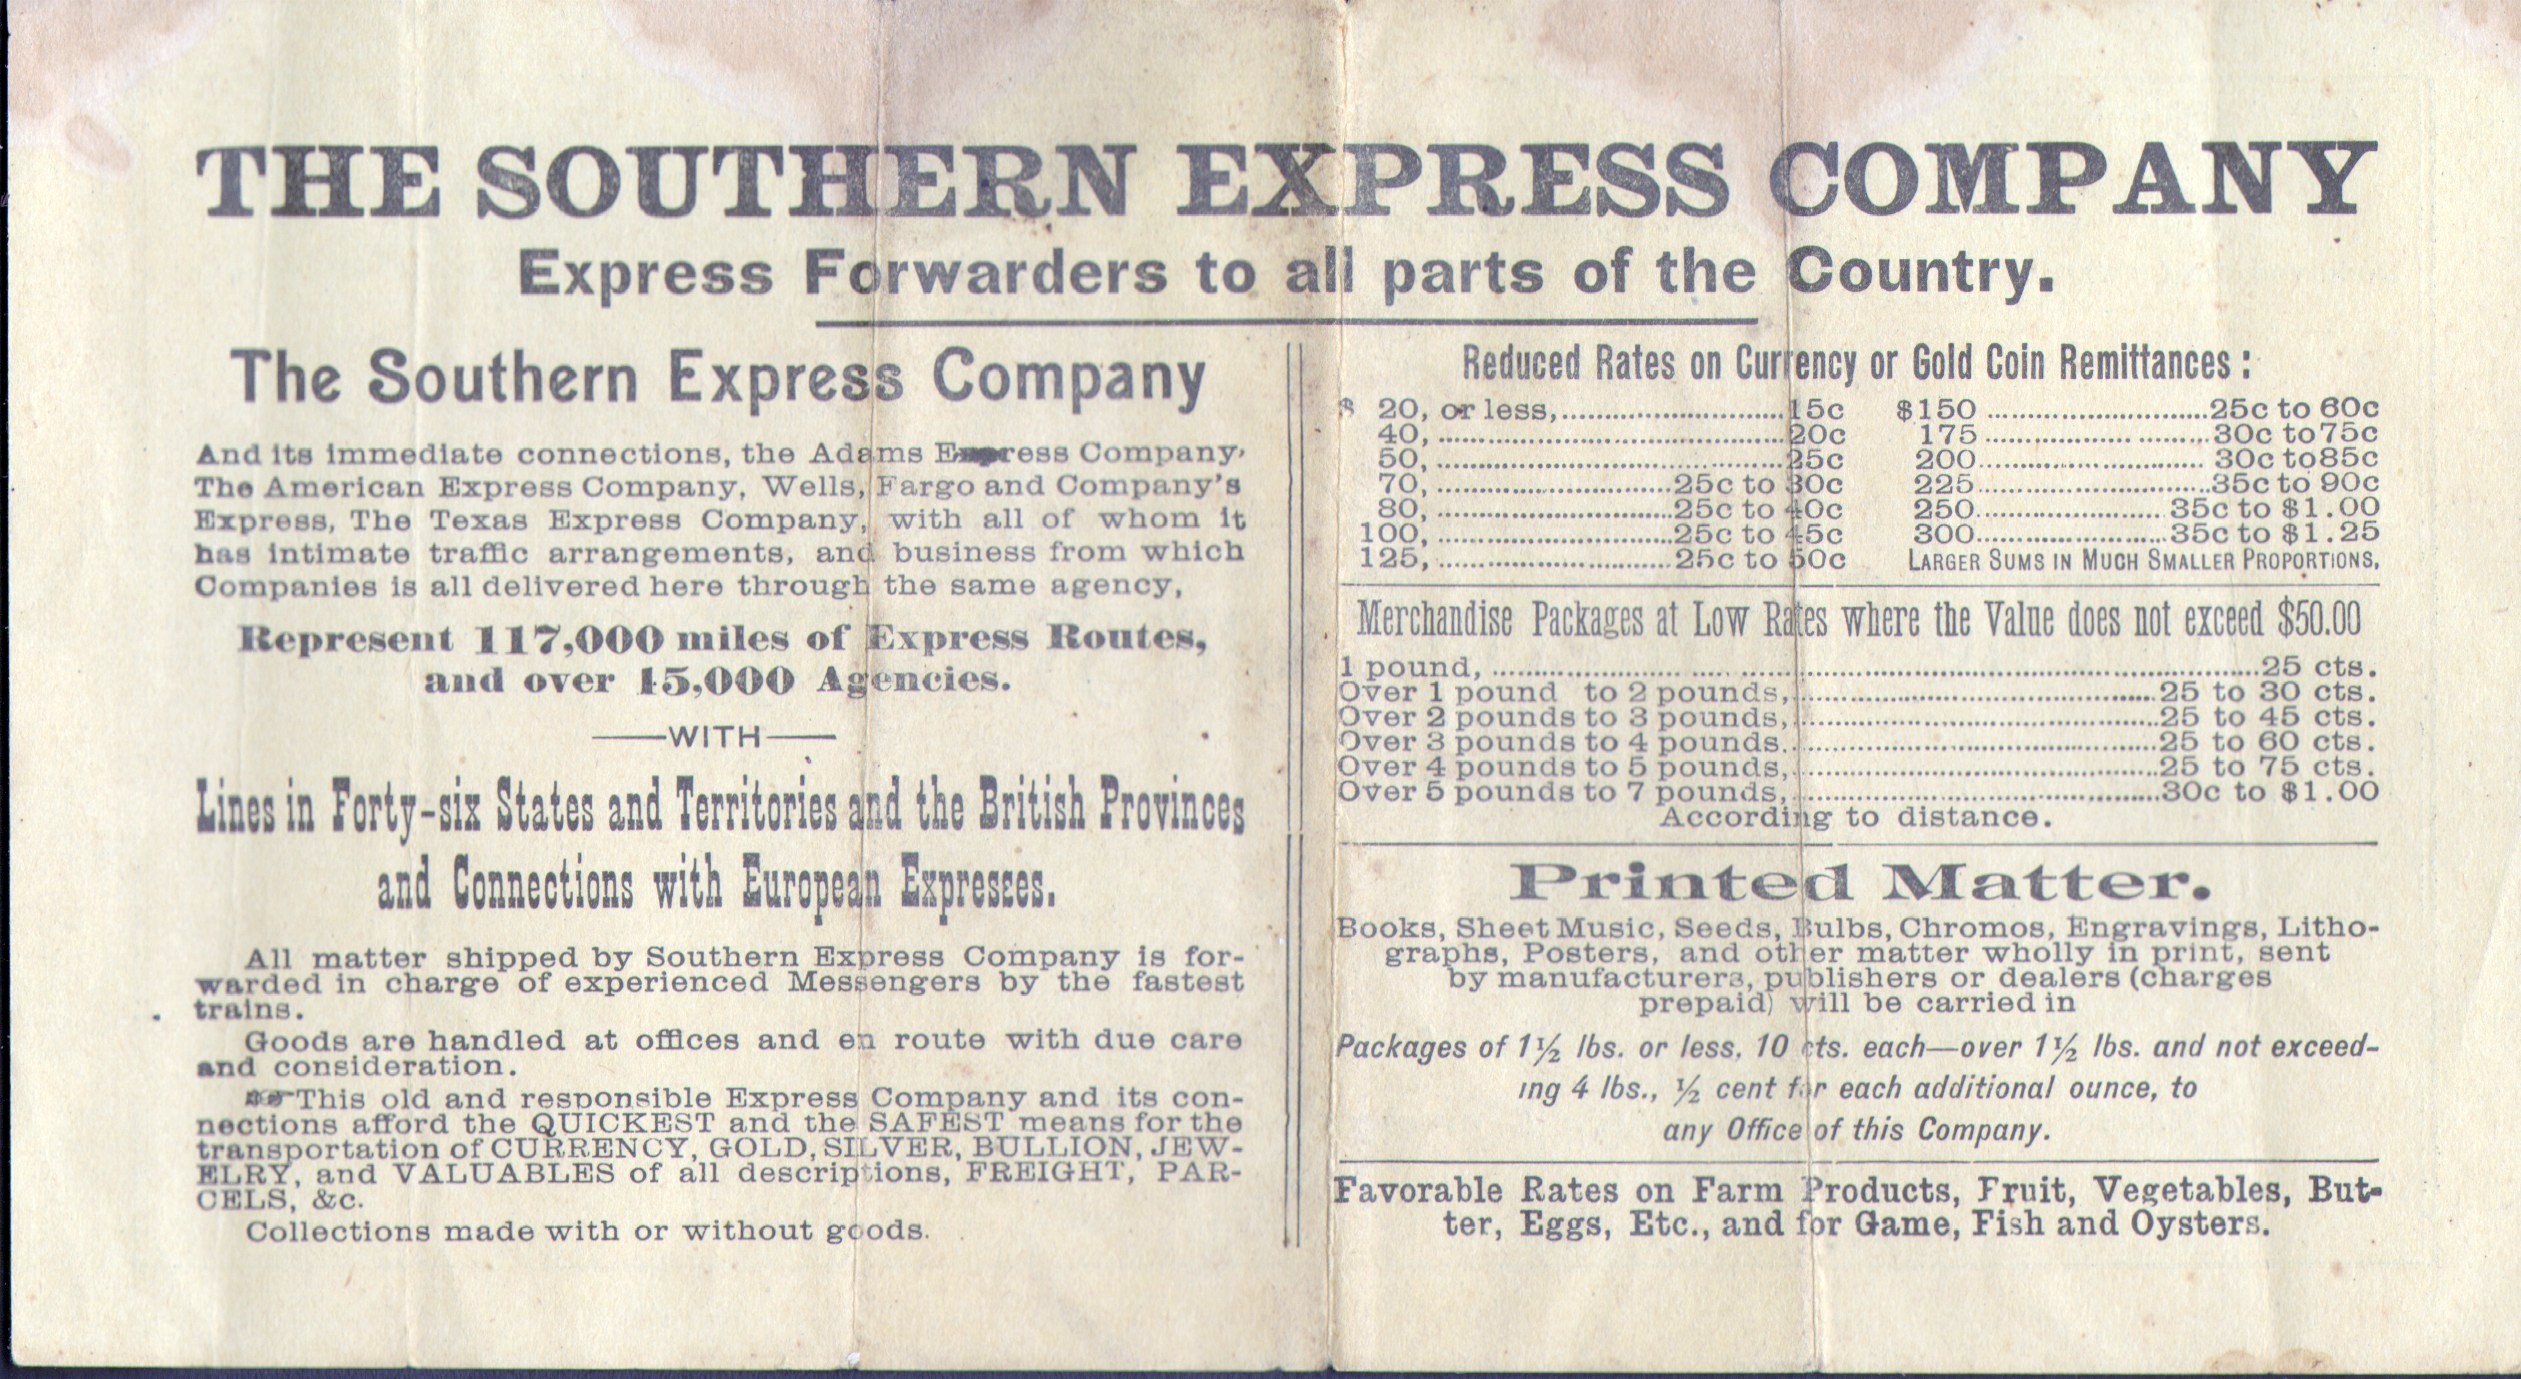 THE SOUTHERN EXPRESS COMPANY
Express Forwarders to all parts of the Country.
The Southern Express Company
And its immediate connections, the Adams Express Company,
The American Express Company, Wells, Fargo and Company's
Express, The Texas Express Company, with all of whom it
has intimate traffic arrangements, and business from which
Companies is all delivered here through the same agency,
Represent 117,000 miles of Express Routes,
and over 15,000 Agencies.
WITH
Lines in Forty-six States and Territories and the British Provinces
and Connections with European Expresses.
All matter shipped by Southern Express Company is for-
warded in charge of experienced Messengers by the fastest
trains.
Goods are handled at offices and en route with due care
and consideration.
☞This old and responsible Express Company and its con-
nections afford the QUICKEST and the SAFEST means for the
transportation of CURRENCY, GOLD, SILVER, BULLION, JEW-
ELRY, and VALUABLES of all descriptions, FREIGHT, PAR-
CELS, &c.
Collections made with or without goods.
Reduced Rates on Currency or Gold Coin Remittances:
$ 20, or less, 15c $150 25c to 60c
40, 20c 175 30c to 75c
50, 25c 200 30c to 85c
70, 25c to 30c 225 35c to 90c
80, 25c to 40c 250 35c to $1.00
100, 25c to 45c 300 35c to $1.25
125, 25c to 50c LARGER SUMS IN MUCH SMALLER PROPORTIONS.
Merchandise Packages at Low Rates where the Value does not exceed $50.00
1 pound, 25 cts.
Over 1 pound to 2 pounds, 25 to 30 cts.
Over 2 pounds to 3 pounds, 25 to 45 cts.
Over 3 pounds to 4 pounds. 25 to 60 cts.
Over 4 pounds to 5 pounds, 25 to 75 cts.
Over 5 pounds to 7 pounds, 30c to $1.00
According to distance.
Printed Matter.
Books, Sheet Music, Seeds, Bulbs, Chromos, Engravings, Litho-
graphs, Posters, and other matter wholly in print, sent
by manufacturers, publishers or dealers (charges
prepaid) will be carried in
Packages of 1½ lbs. or less, 10 cts. each—over 1½ lbs. and not exceed-
ing 4 lbs., ½ cent for each additional ounce, to
any Office of this Company.
Favorable Rates on Farm Products, Fruit, Vegetables, But-
ter, Eggs, Etc., and for Game, Fish and Oysters.